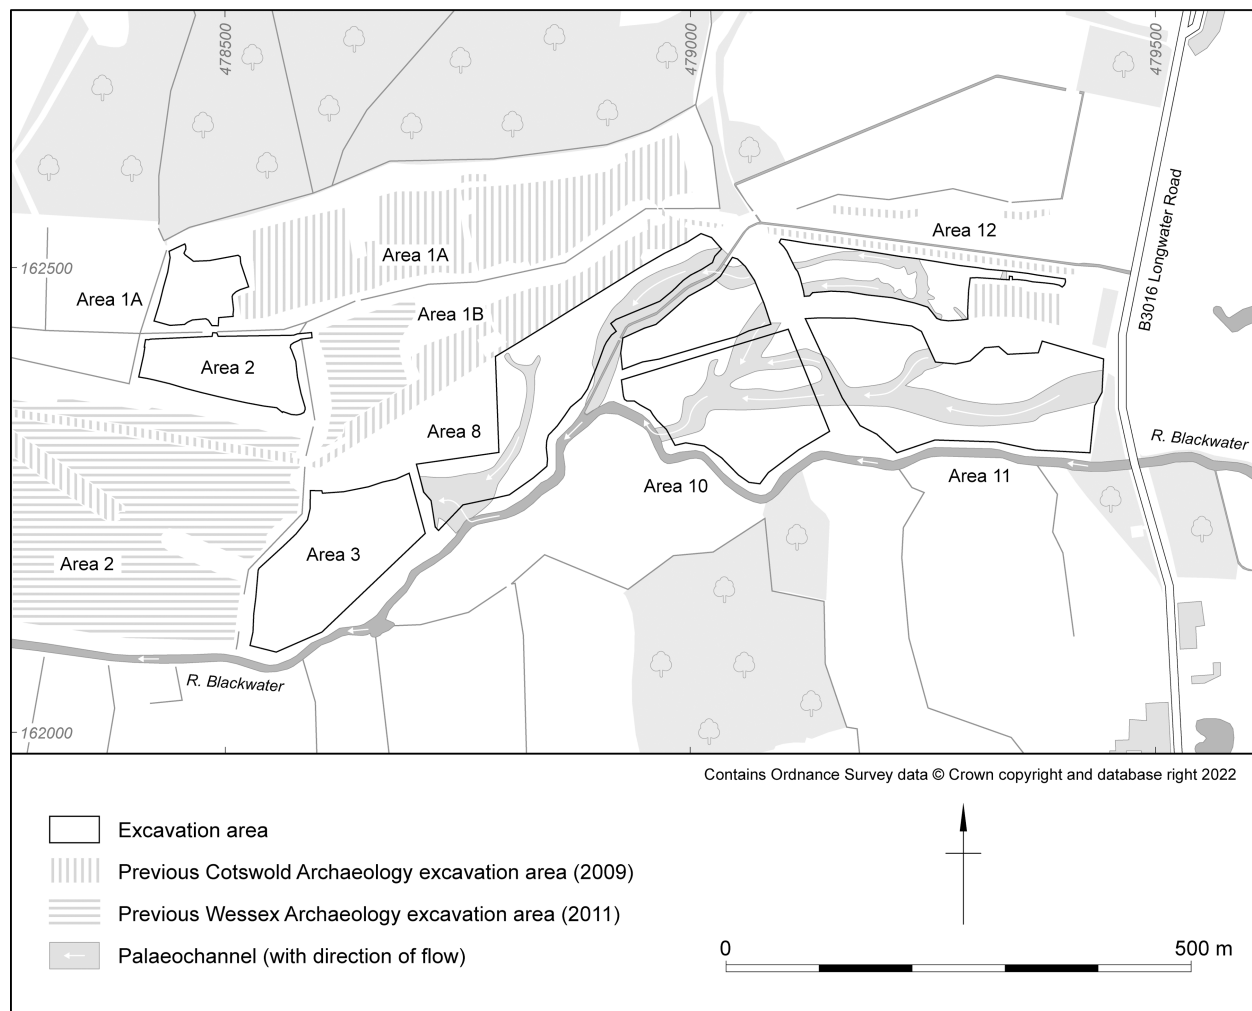 478500
479000
479500
B3016 Longwater Road
Area 12
Area 1A
162500
Area 1A
Area 1B
Area 2
Area 8
R. Blackwater
Area 11
Area 10
Area 3
Area 2
R. Blackwater
162000
Contains Ordnance Survey data © Crown copyright and database right 2022
Excavation area
Previous Cotswold Archaeology excavation area (2009)
Previous Wessex Archaeology excavation area (2011)
Palaeochannel (with direction of flow)
0
500 m